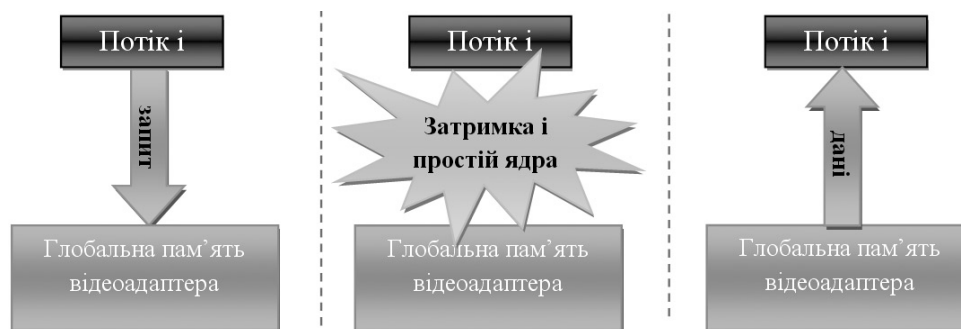 Потік і
запит
Глобальна пам’ять
відеоадаптера
Потік і
Затримка і
простій ядра
Глобальна пам’ять
відеоадаптера
Потік і
дані
Глобальна пам’ять
відеоадаптера